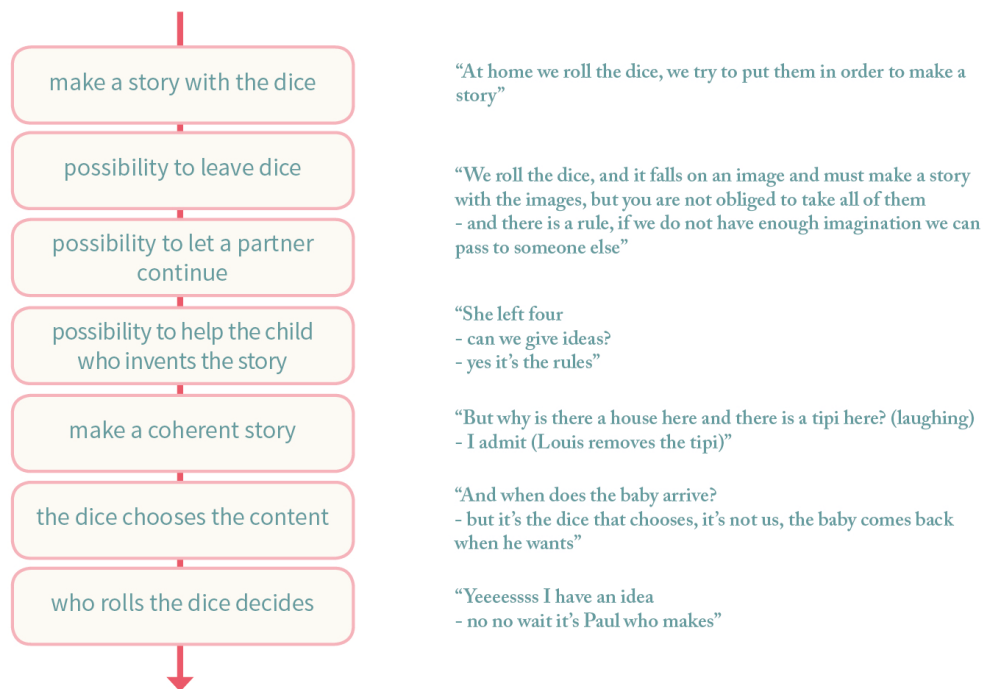 make a story with the dice
“At home we roll the dice, we try to put them in order to make a
story”
possibility to leave dice
“We roll the dice, and it falls on an image and must make a story
with the images, but you are not obliged to take all of them
- and there is a rule, if we do not have enough imagination we can
pass to someone else”
possibility to let a partner
continue
possibility to help the child
who invents the story
“She left four
- can we give ideas?
- yes it’s the rules”
make a coherent story
“But why is there a house here and there is a tipi here? (laughing)
- I admit (Louis removes the tipi)”
the dice chooses the content
“And when does the baby arrive?
- but it’s the dice that chooses, it’s not us, the baby comes back
when he wants”
who rolls the dice decides
“Yeeeessss I have an idea
- no no wait it’s Paul who makes”